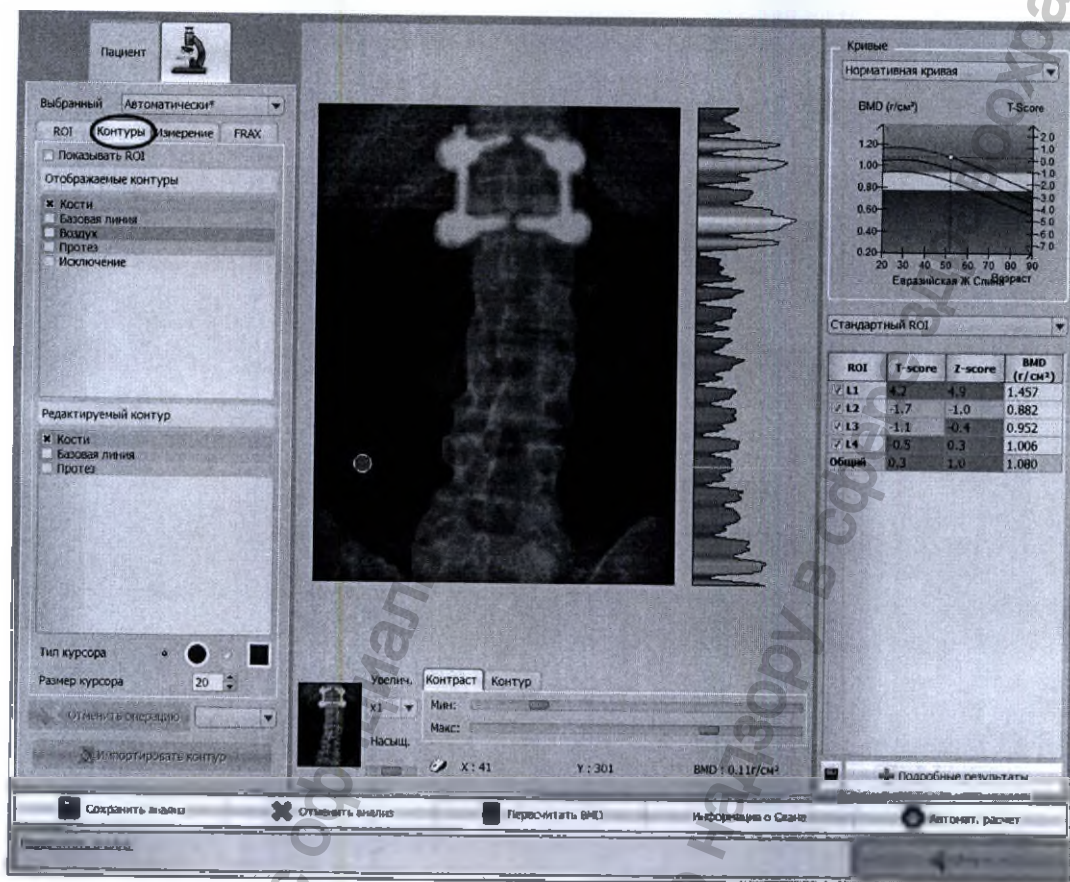 Пациент
Выбранный Автоматически*
ROI Контуры Измерение FRAX
Показывать ROI
Отображаемые контуры
Кости
Базовая линия
Воздух
Протез
Исключение
Редактируемый контур
Кости
Базовая линия
Протез
Тип курсора
Размер курсора 20
Отменить операцию
Импортировать контур
Увелич. Контраст Контур
x1 Мин:
Макс:
Насыщ.
X : 41 Y : 301 BMD : 0.11г/см²
Кривые
Нормативная кривая
BMD (г/см²) T-Score
1.20
1.00
0.80
0.60
0.40
0.20
2.0
1.0
0.0
-1.0
-2.0
-3.0
-4.0
-5.0
-6.0
-7.0
20 30 40 50 60 70 80 90
Евразийская Ж Спина Возраст
Стандартный ROI
ROI T-score Z-score BMD (г/см²)
L1 4.2 4.9 1.457
L2 -1.7 -1.0 0.882
L3 -1.1 -0.4 0.952
L4 -0.5 0.3 1.006
Общий 0.3 1.0 1.080
Подробные результаты
Сохранить анализ Отменить анализ Пересчитать BMD Информация о Скане Автомат. расчет
надзору в сфере